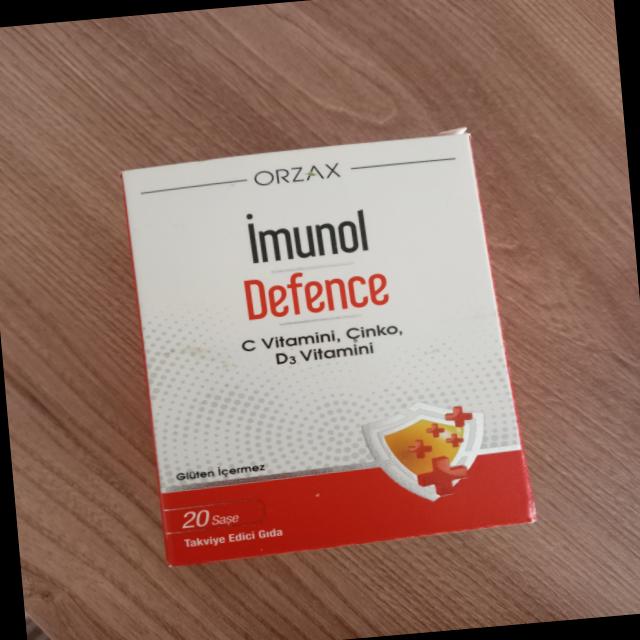 ORZAX
İmunol
Defence
C Vitamini, Çinko,
D₃ Vitamini
Glüten İçermez
20 Saşe
Takviye Edici Gıda